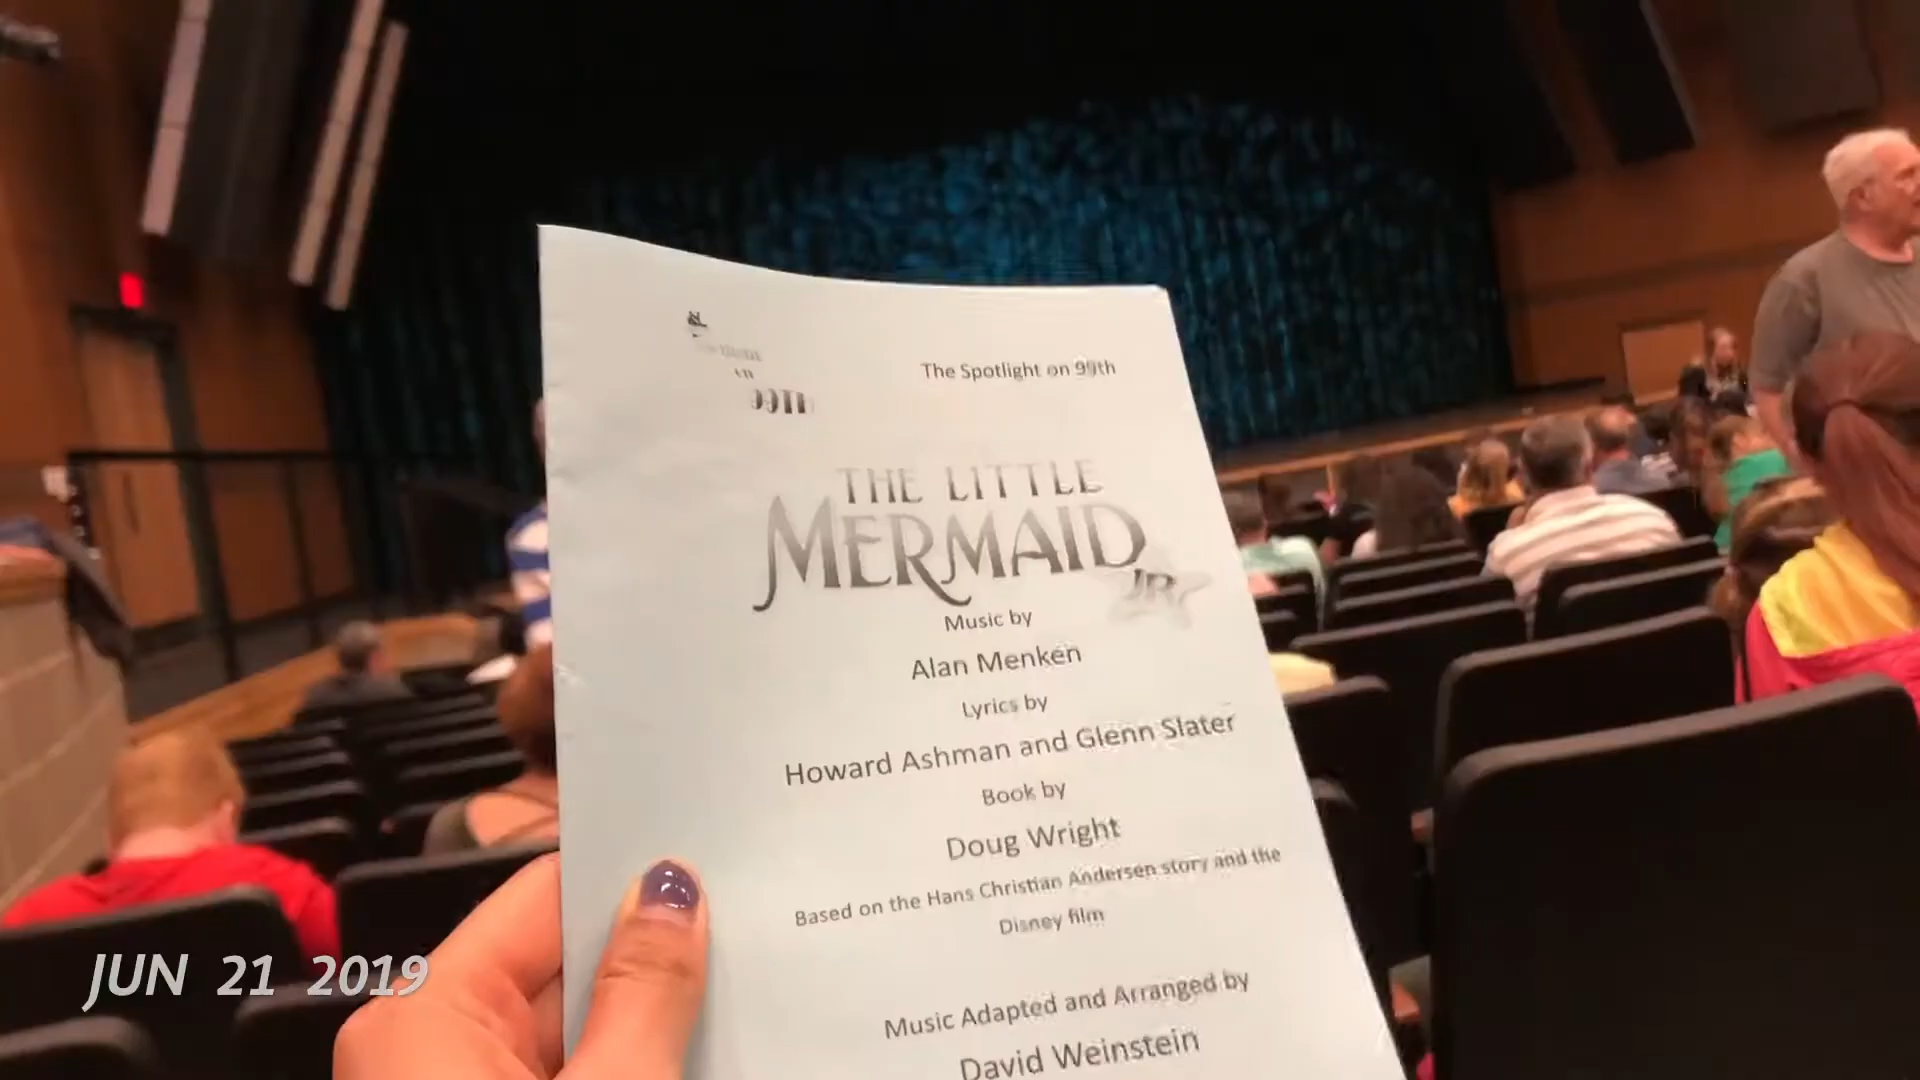 The Spotlight on 99th
THE LITTLE
MERMAID
JR
Music by
Alan Menken
Lyrics by
Howard Ashman and Glenn Slater
Book by
Doug Wright
Based on the Hans Christian Andersen story and the
Disney film
Music Adapted and Arranged by
David Weinstein
JUN 21 2019